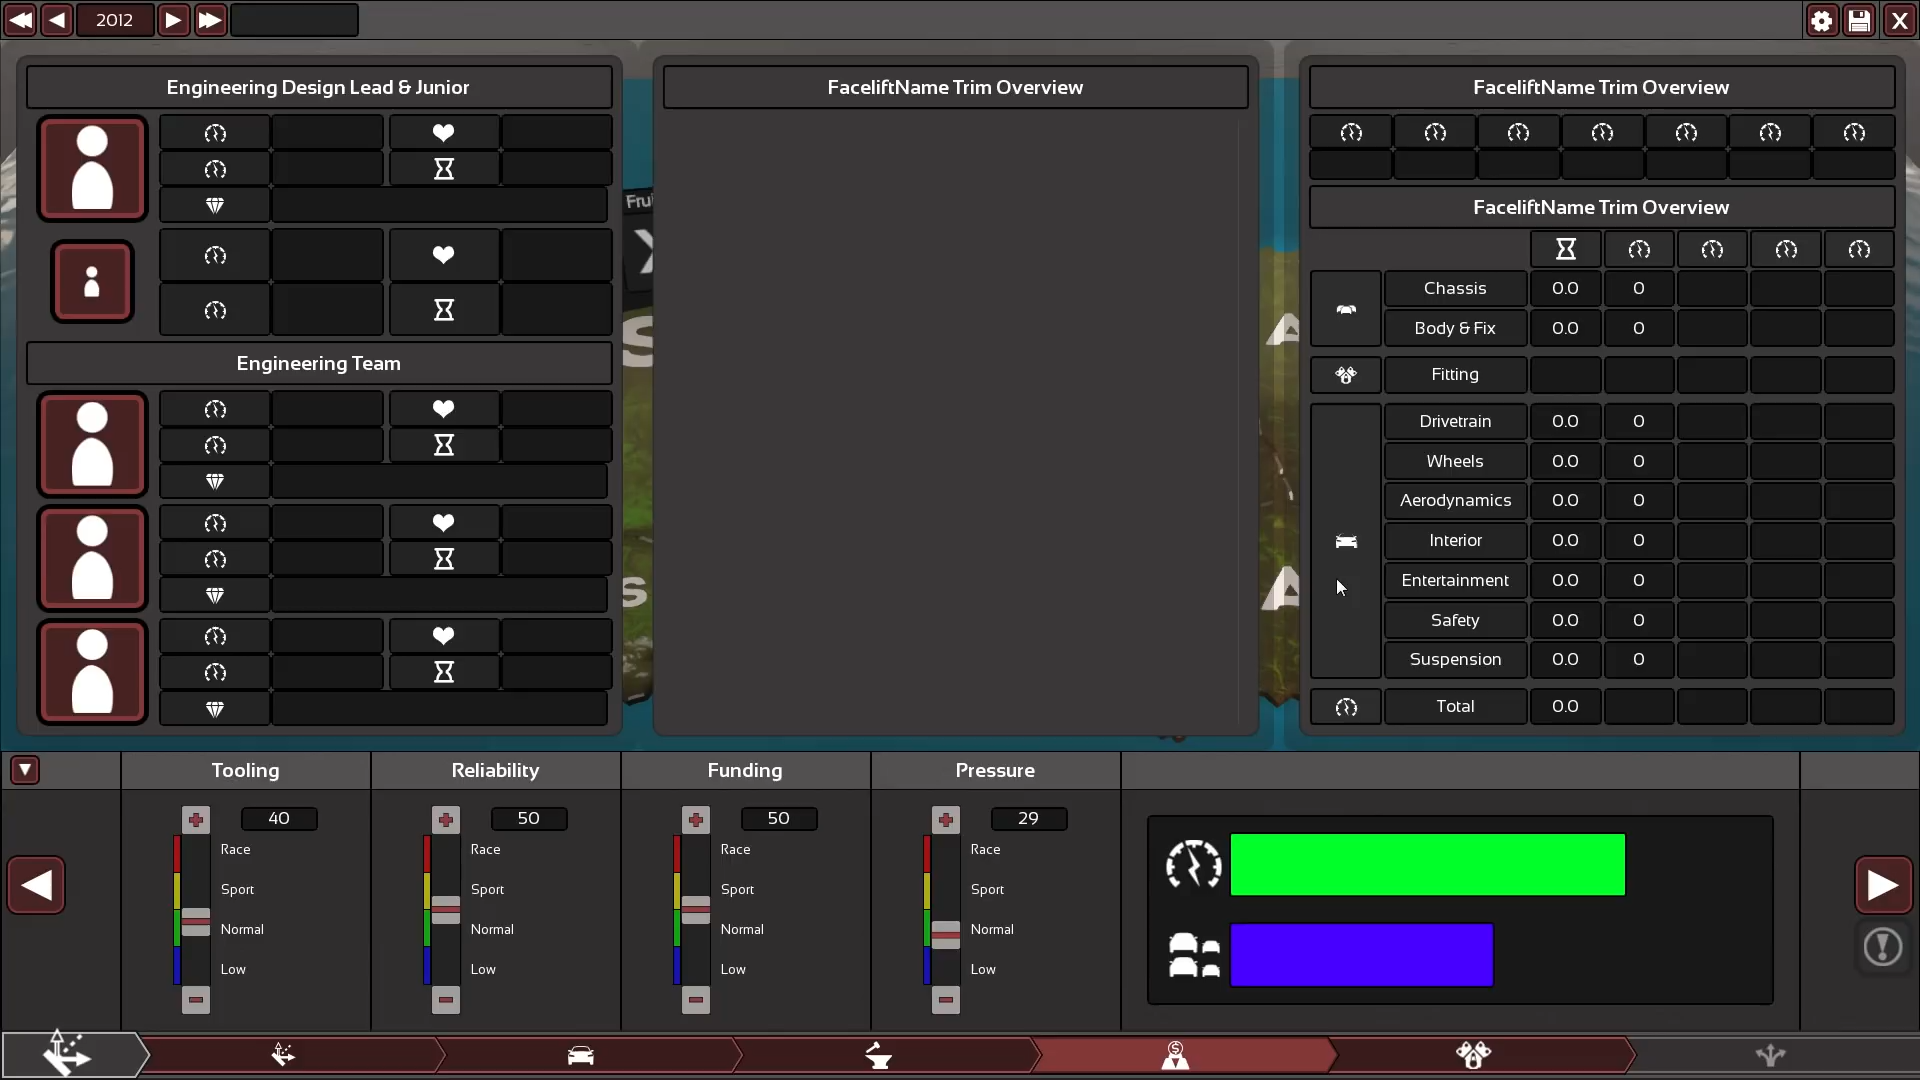 2012
Engineering Design Lead & Junior
FaceliftName Trim Overview
FaceliftName Trim Overview
Frui
FaceliftName Trim Overview
Chassis 0.0 0
Body & Fix 0.0 0
Engineering Team
Fitting
Drivetrain 0.0 0
Wheels 0.0 0
Aerodynamics 0.0 0
Interior 0.0 0
Entertainment 0.0 0
Safety 0.0 0
Suspension 0.0 0
Total 0.0
Tooling
40
Race
Sport
Normal
Low
Reliability
50
Race
Sport
Normal
Low
Funding
50
Race
Sport
Normal
Low
Pressure
29
Race
Sport
Normal
Low